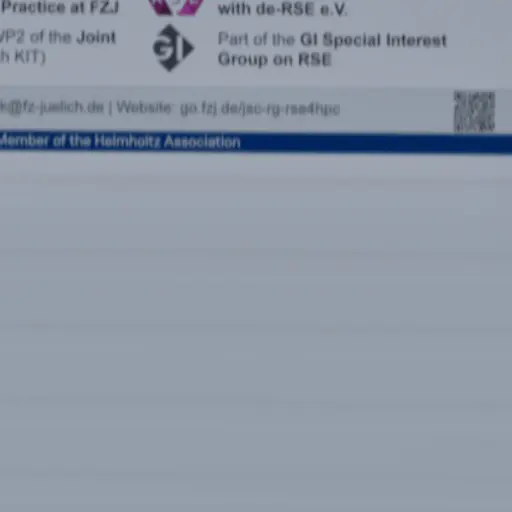 Practice at FZJ
with de-RSE e.V.
WP2 of the Joint
h KIT)
GI
Part of the GI Special Interest
Group on RSE
k@fz-juelich.de | Website: go.fzj.de/jsc-rg-rse4hpc
Member of the Helmholtz Association